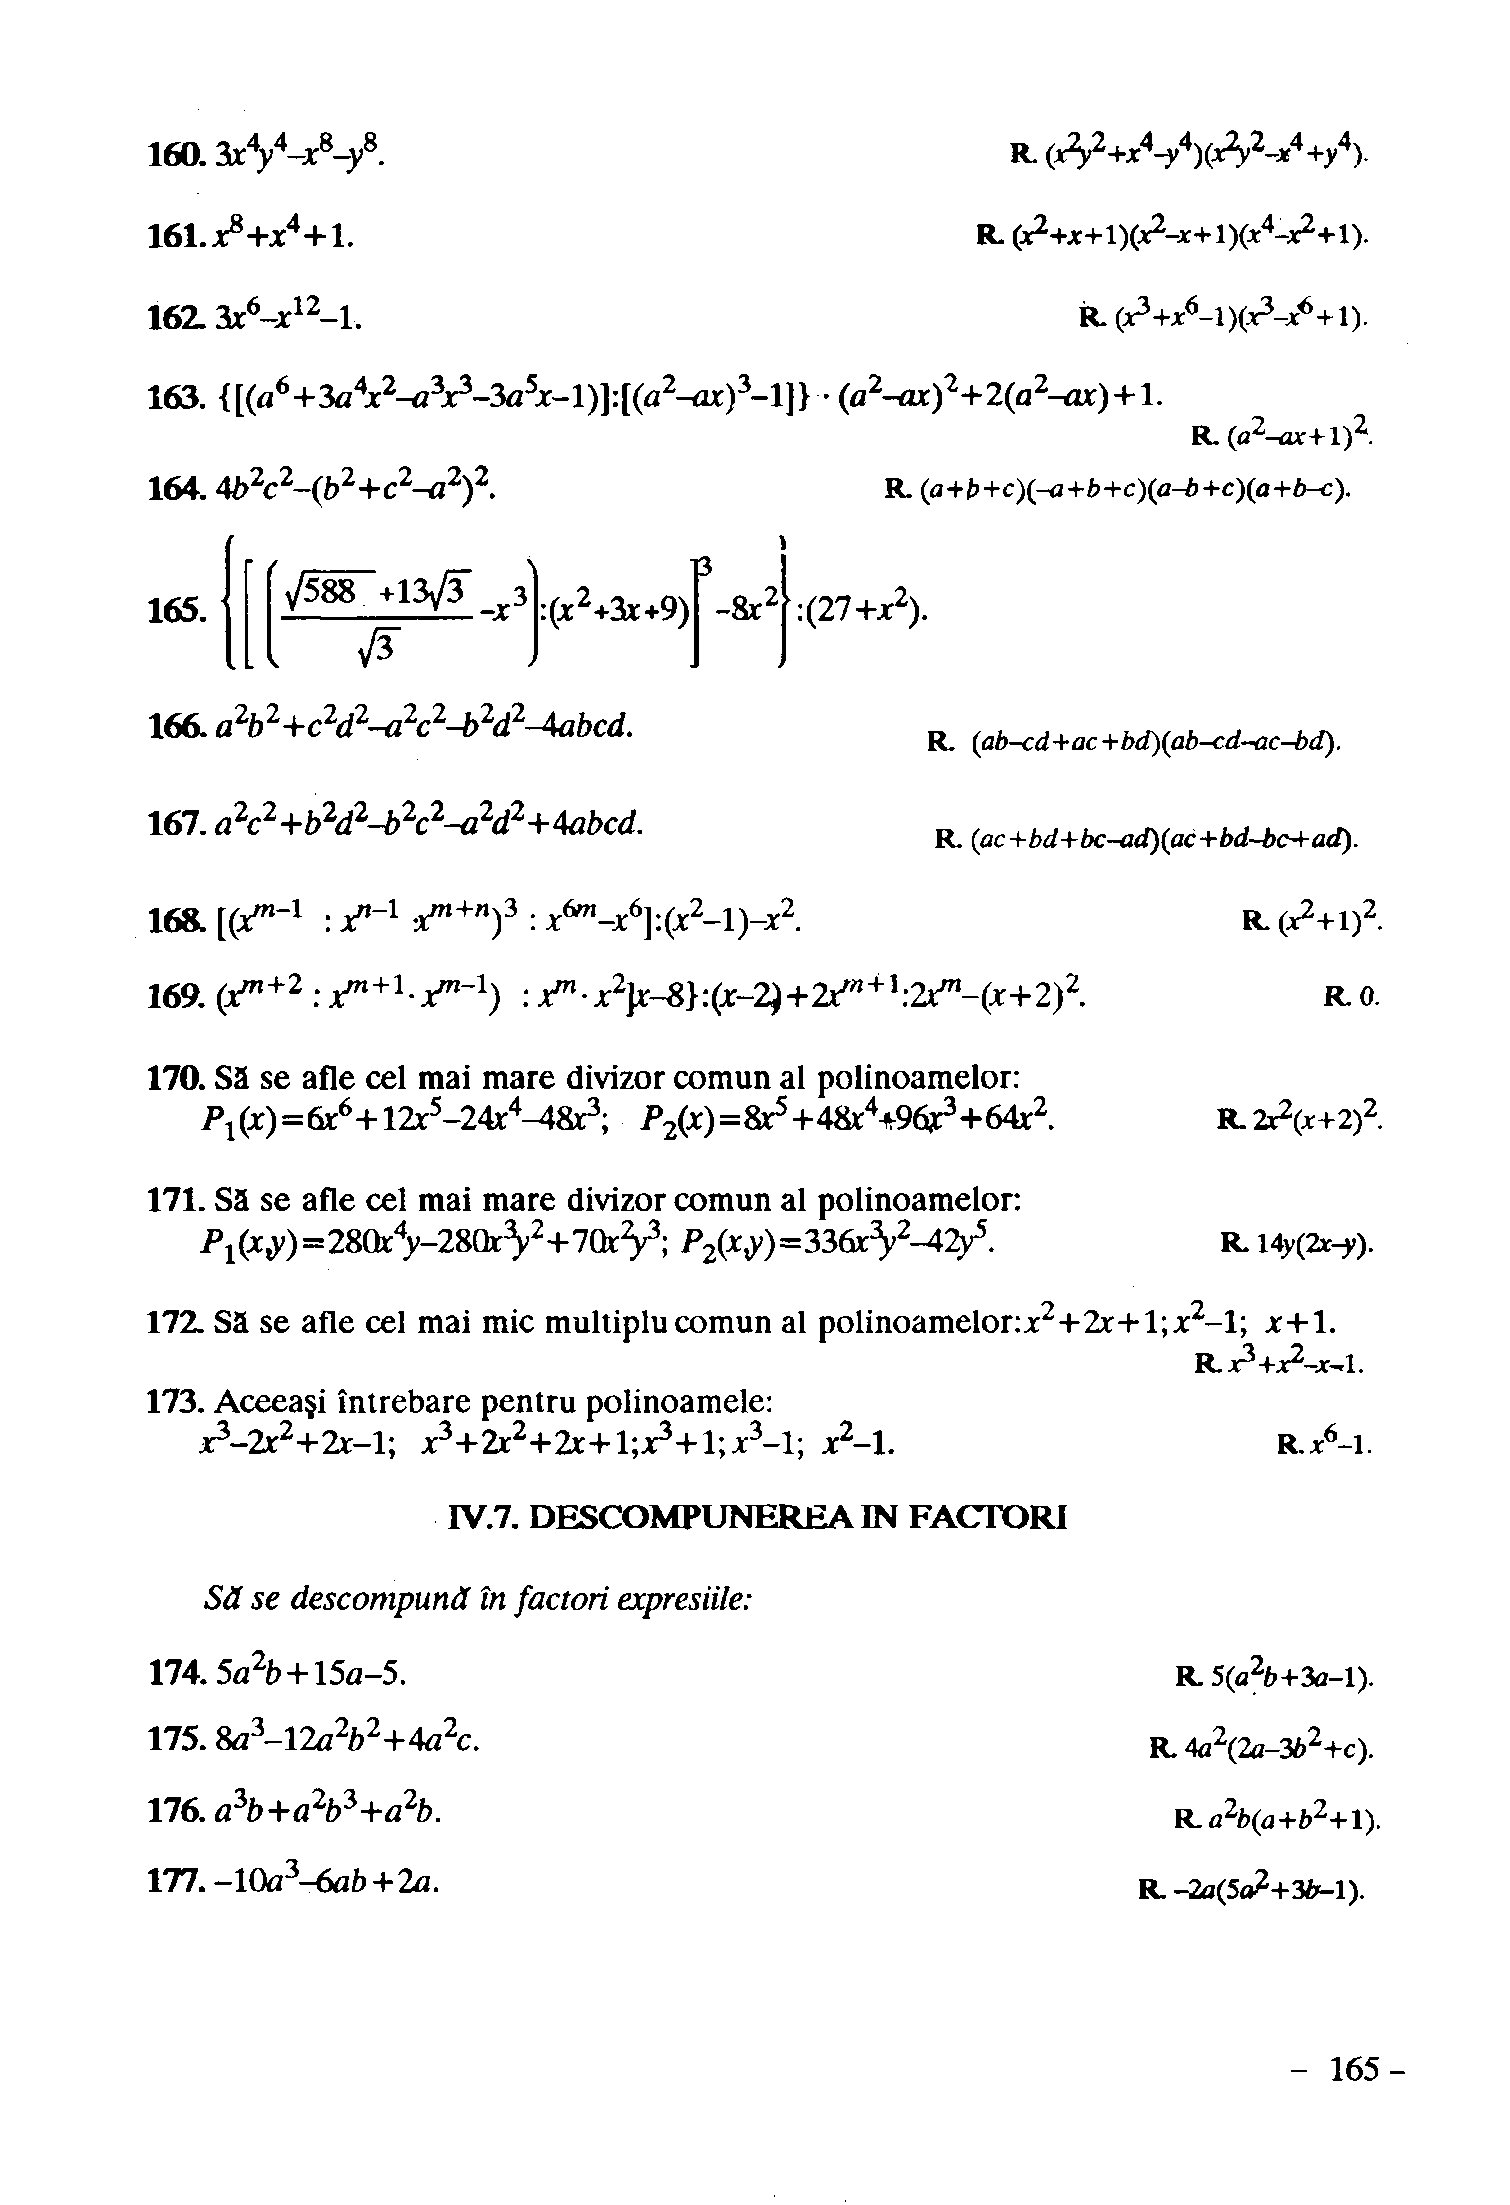 160. 3x⁴y⁴–x⁸–y⁸. R. (x²y²+x⁴–y⁴)(x²y²–x⁴+y⁴).
161. x⁸+x⁴+1. R. (x²+x+1)(x²–x+1)(x⁴–x²+1).
162. 3x⁶–x¹²–1. R. (x³+x⁶–1)(x³–x⁶+1).
163. {[(a⁶+3a⁴x²–a³x³–3a⁵x–1)]:[(a²–ax)³–1]} · (a²–ax)²+2(a²–ax)+1.
R. (a²–ax+1)².
164. 4b²c²–(b²+c²–a²)². R. (a+b+c)(–a+b+c)(a–b+c)(a+b–c).
165. {[((√588 +13√3)/√3 -x³):(x²+3x+9)]³ -8x²}:(27+x²).
166. a²b²+c²d²–a²c²–b²d²–4abcd. R. (ab–cd+ac+bd)(ab–cd–ac–bd).
167. a²c²+b²d²–b²c²–a²d²+4abcd. R. (ac+bd+bc–ad)(ac+bd–bc+ad).
168. [(xᵐ⁻¹ : xⁿ⁻¹ ·xᵐ⁺ⁿ)³ : x⁶ᵐ–x⁶]:(x²–1)–x². R. (x²+1)².
169. (xᵐ⁺² : xᵐ⁺¹· xᵐ⁻¹) : xᵐ · x²]x–8}:(x–2)+2xᵐ⁺¹:2xᵐ–(x+2)². R. 0.
170. Să se afle cel mai mare divizor comun al polinoamelor:
P₁(x)=6x⁶+12x⁵–24x⁴–48x³; P₂(x)=8x⁵+48x⁴+96x³+64x². R. 2x²(x+2)².
171. Să se afle cel mai mare divizor comun al polinoamelor:
P₁(x,y)=280x⁴y–280x³y²+70x²y³; P₂(x,y)=336x³y²–42y⁵. R. 14y(2x–y).
172. Să se afle cel mai mic multiplu comun al polinoamelor:x²+2x+1; x²–1; x+1.
R. x³+x²–x–1.
173. Aceeaşi întrebare pentru polinoamele:
x³–2x²+2x–1; x³+2x²+2x+1;x³+1; x³–1; x²–1. R. x⁶–1.
IV.7. DESCOMPUNEREA IN FACTORI
Să se descompună în factori expresiile:
174. 5a²b+15a–5. R. 5(a²b+3a–1).
175. 8a³–12a²b²+4a²c. R. 4a²(2a–3b²+c).
176. a³b+a²b³+a²b. R. a²b(a+b²+1).
177. –10a³–6ab+2a. R. –2a(5a²+3b–1).
– 165 –